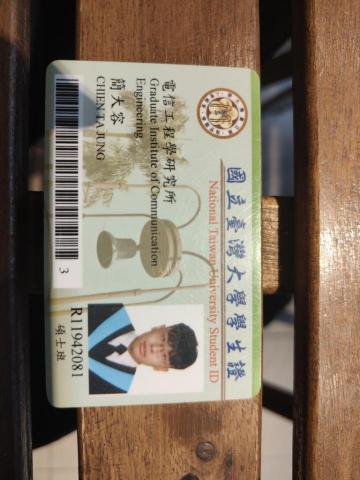 國立臺灣大學學生證
National Taiwan University Student ID
電信工程學研究所
Graduate Institute of Communication
Engineering
簡大容
CHIEN TA JUNG
3
R11942081
碩士班